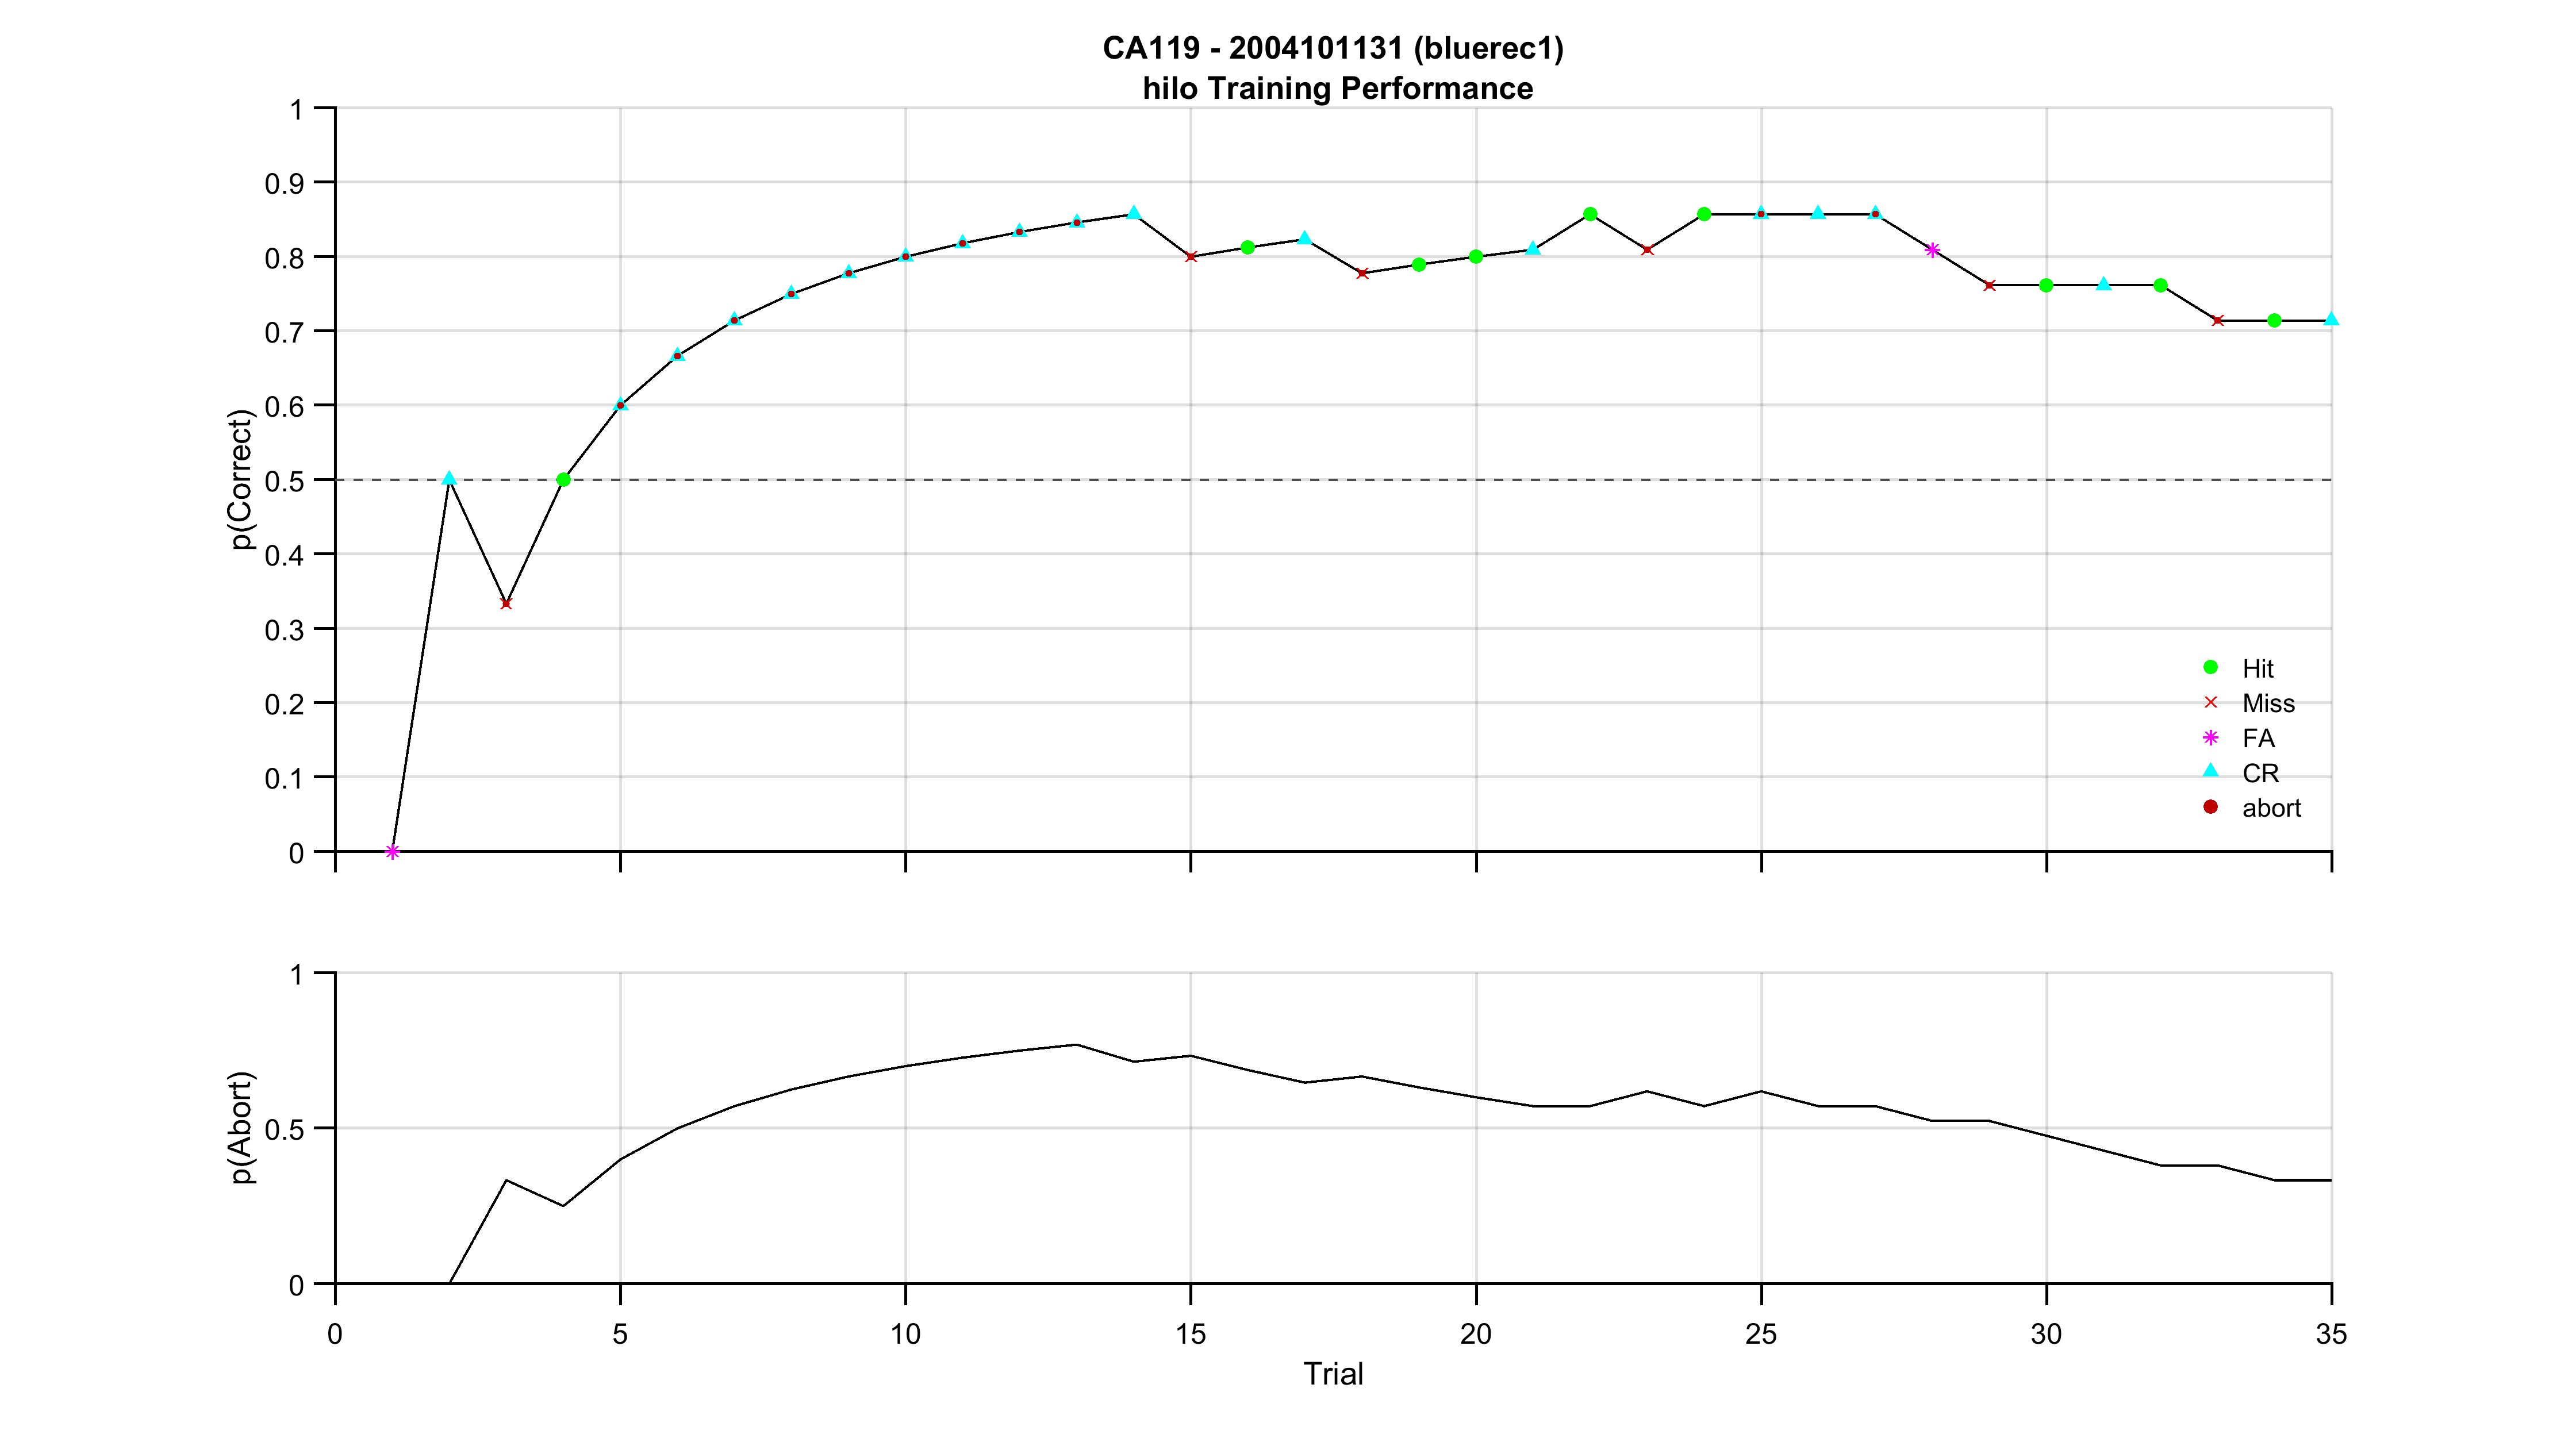 CA119 - 2004101131 (bluerec1)
hilo Training Performance
1
0.9
0.8
0.7
0.6
0.5
0.4
0.3
0.2
0.1
0
p(Correct)
Hit
Miss
FA
CR
abort
1
0.5
0
p(Abort)
0 5 10 15 20 25 30 35
Trial